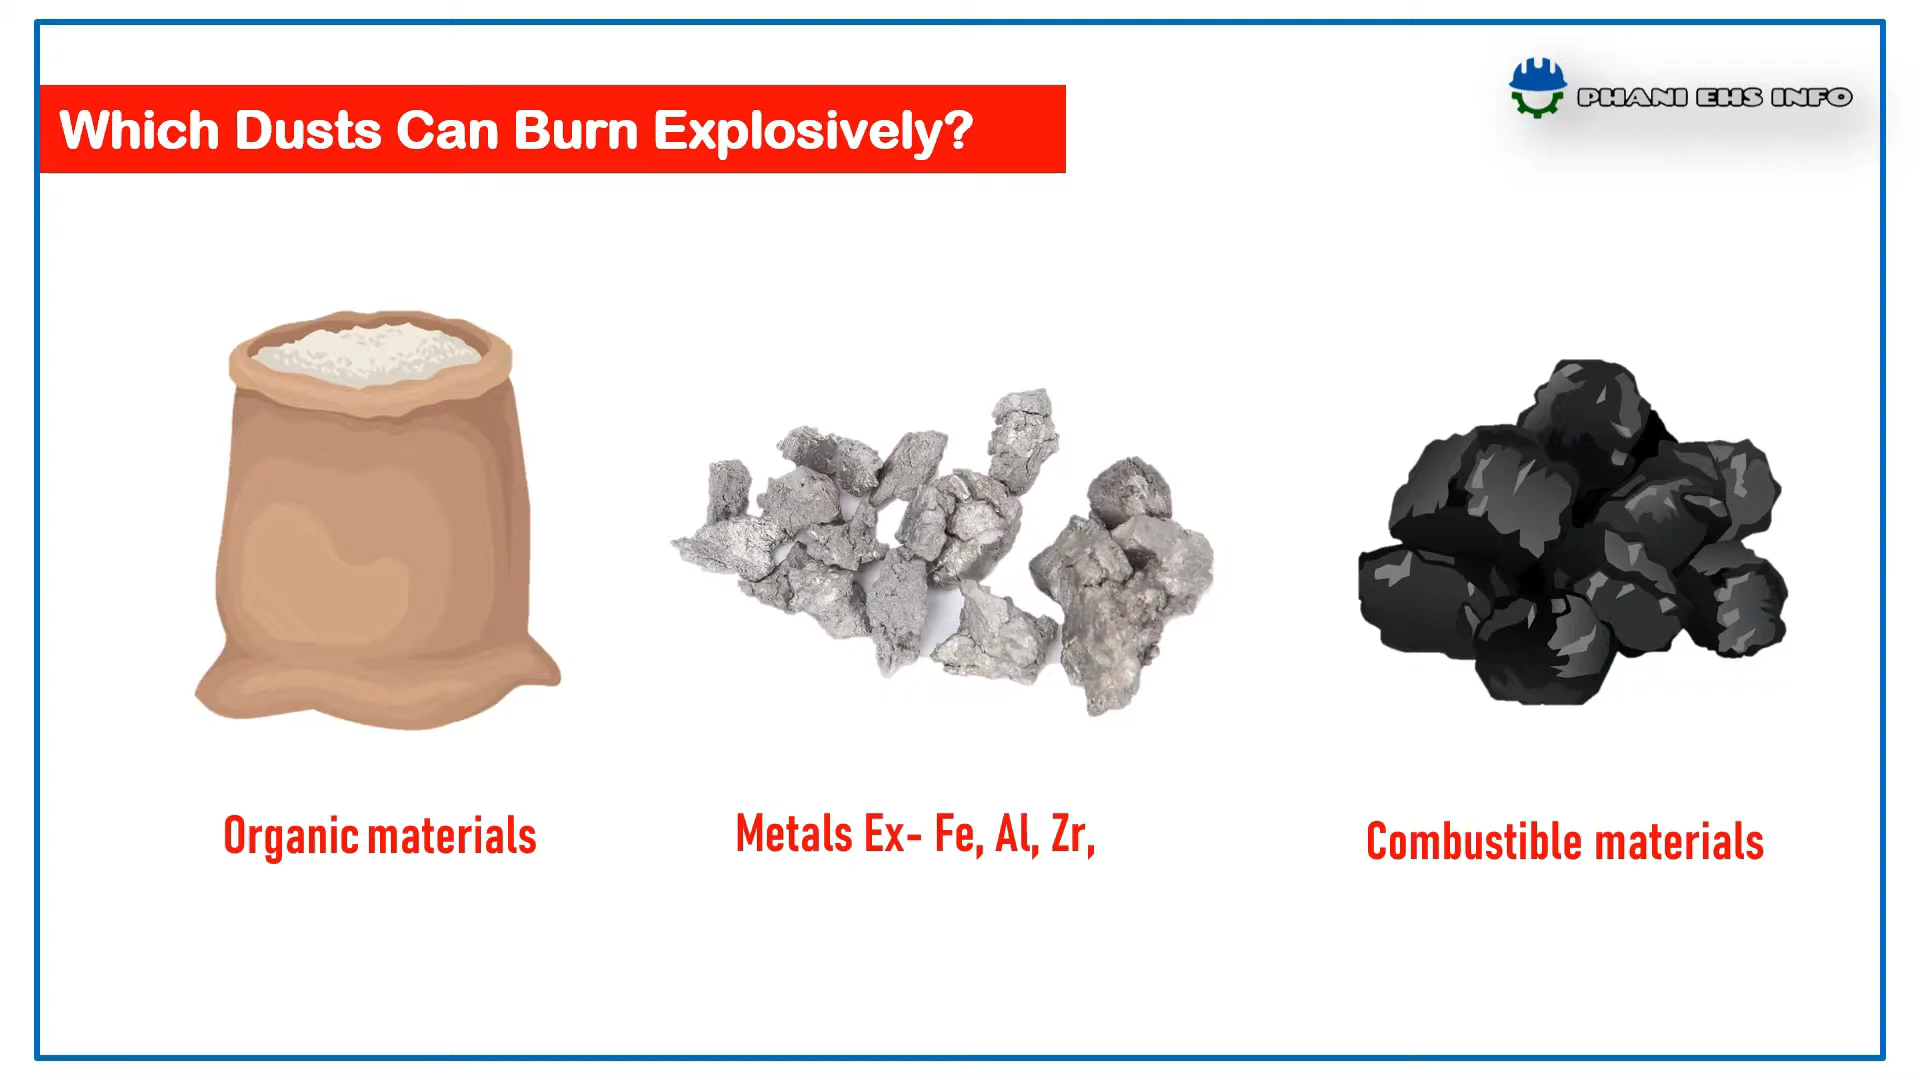 Which Dusts Can Burn Explosively?
PHANI EHS INFO
Organic materials
Metals Ex- Fe, Al, Zr,
Combustible materials